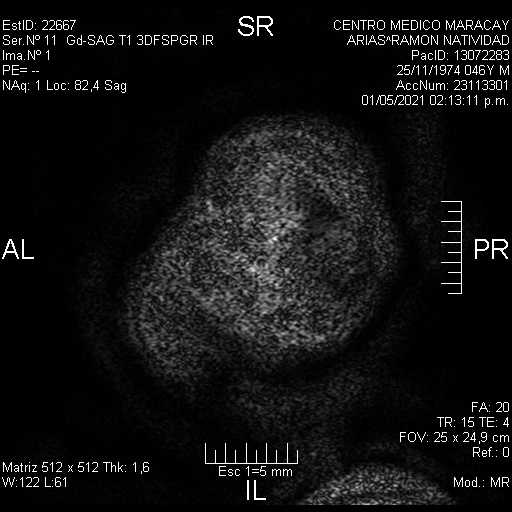 EstID: 22667
Ser.Nº 11 Gd-SAG T1 3DFSPGR IR
Ima.Nº 1
PE= --
NAq: 1 Loc: 82,4 Sag
SR
CENTRO MEDICO MARACAY
ARIAS^RAMON NATIVIDAD
PacID: 13072283
25/11/1974 046Y M
AccNum: 23113301
01/05/2021 02:13:11 p.m.
AL
PR
FA: 20
TR: 15 TE: 4
FOV: 25 x 24,9 cm
Ref.: 0
Matriz 512 x 512 Thk: 1,6
W:122 L:61
Esc 1=5 mm
IL
Mod.: MR